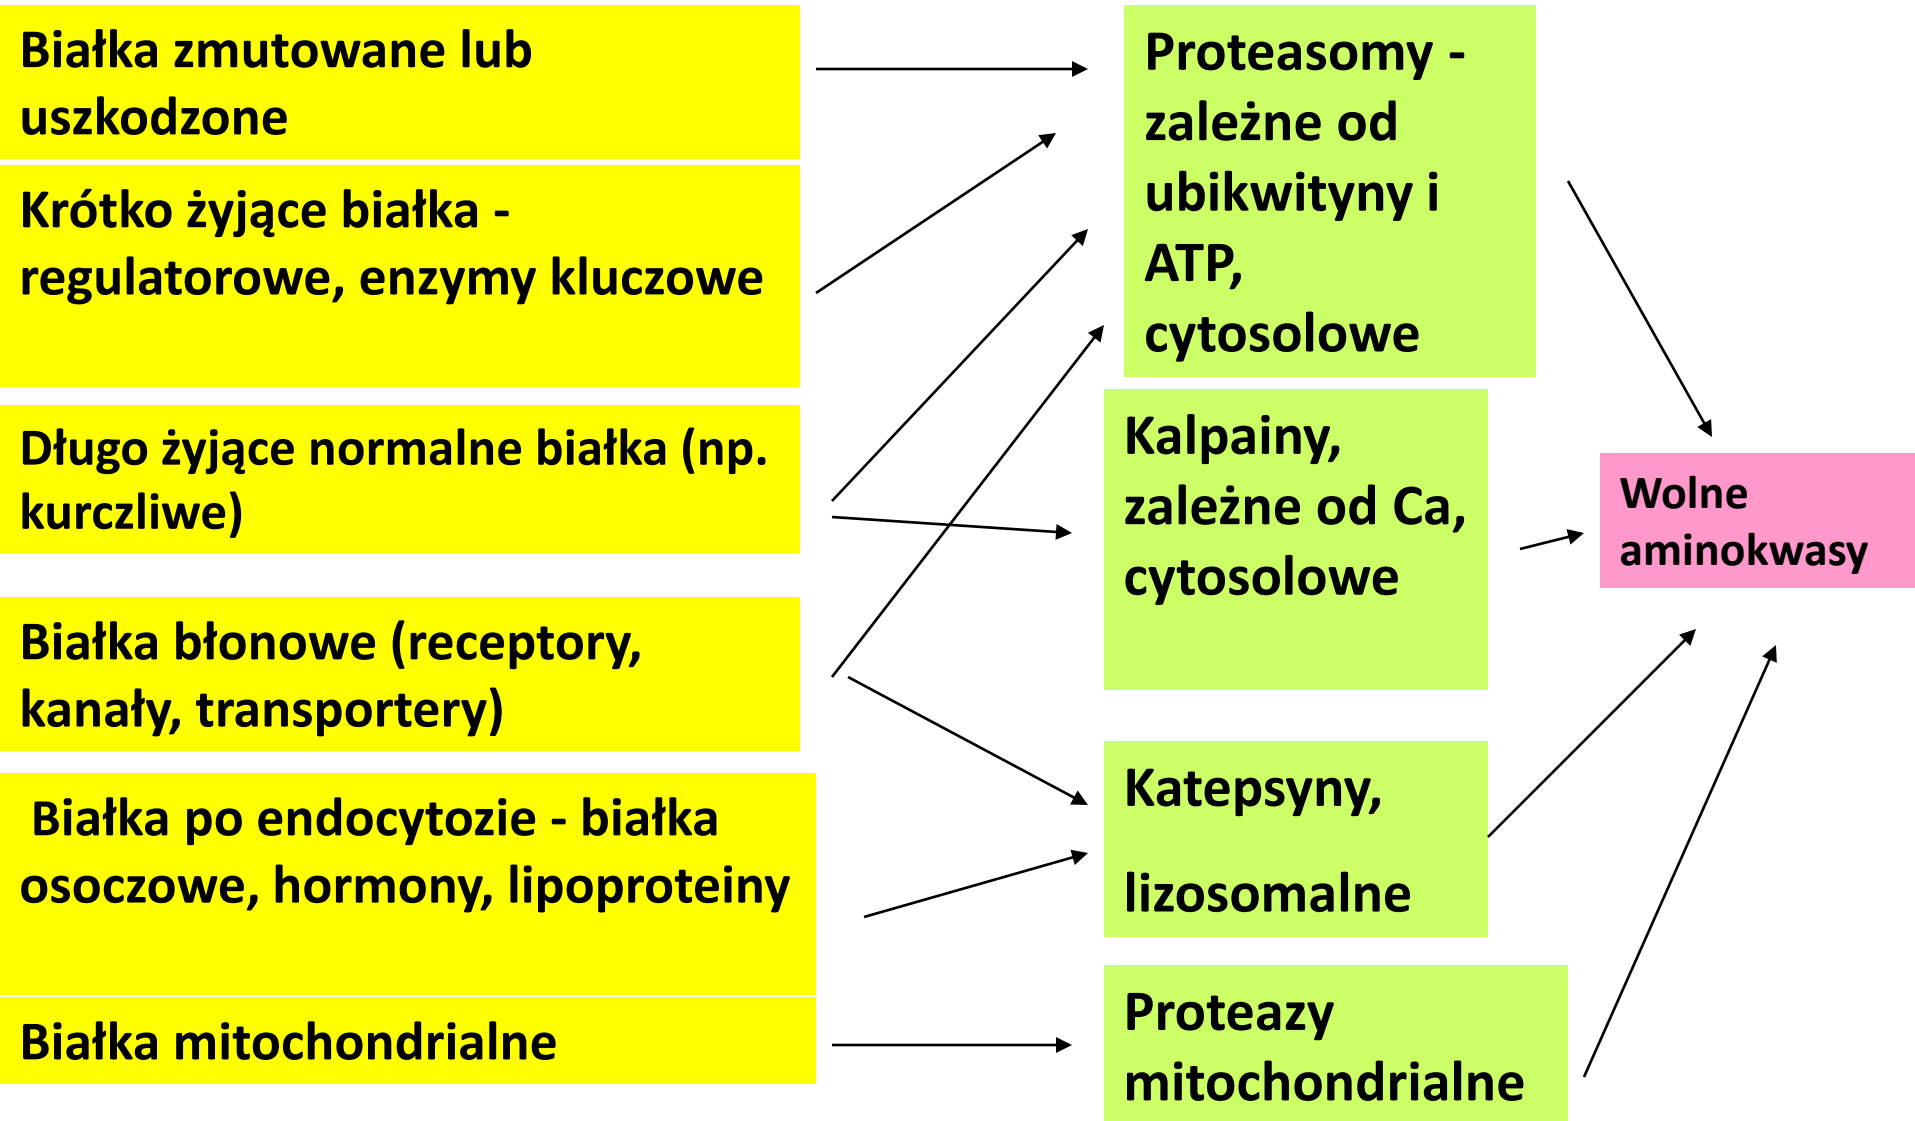 Białka zmutowane lub
uszkodzone
Krótko żyjące białka -
regulatorowe, enzymy kluczowe
Długo żyjące normalne białka (np.
kurczliwe)
Białka błonowe (receptory,
kanały, transportery)
Białka po endocytozie - białka
osoczowe, hormony, lipoproteiny
Białka mitochondrialne
Proteasomy -
zależne od
ubikwityny i
ATP,
cytosolowe
Kalpainy,
zależne od Ca,
cytosolowe
Katepsyny,
lizosomalne
Proteazy
mitochondrialne
Wolne
aminokwasy